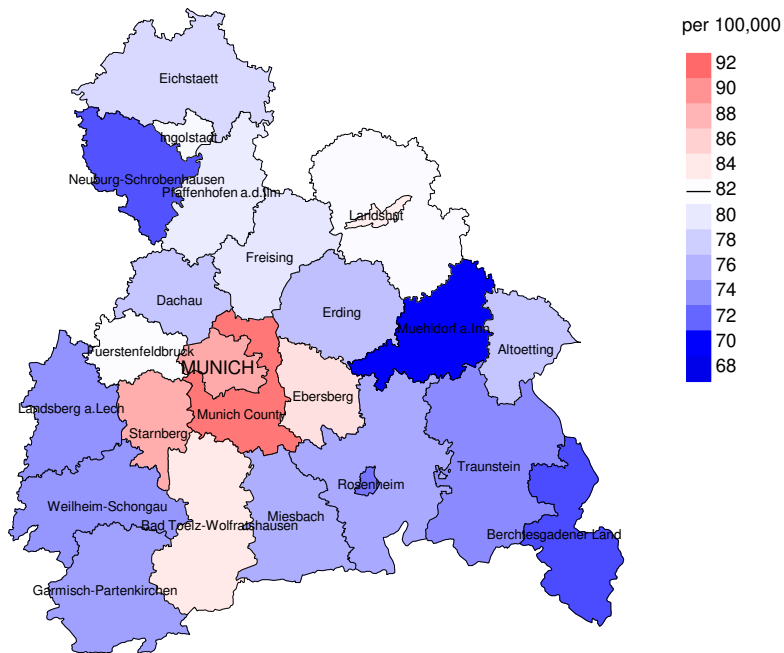 per 100,000
92
90
88
86
84
82
80
78
76
74
72
70
68
Eichstaett
Ingolstadt
Neuburg-Schrobenhausen
Pfaffenhofen a.d.Ilm
Landshut
Freising
Dachau
Erding
Muehldorf a.Inn
Altoetting
Fuerstenfeldbruck
MUNICH
Ebersberg
Landsberg a.Lech
Munich County
Starnberg
Traunstein
Rosenheim
Weilheim-Schongau
Miesbach
Bad Toelz-Wolfratshausen
Berchtesgadener Land
Garmisch-Partenkirchen